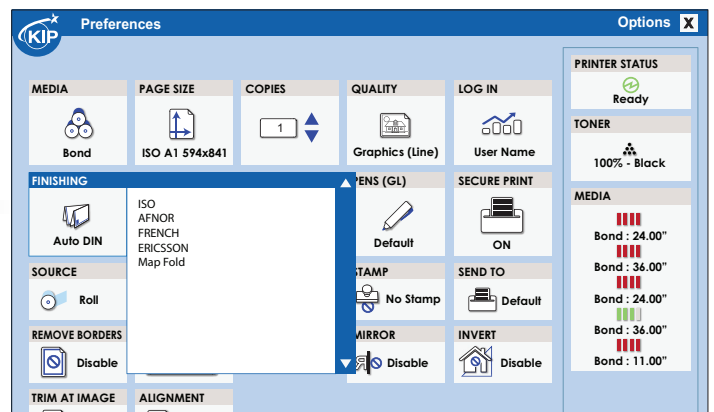 KIP
Preferences
Options X
PRINTER STATUS
Ready
TONER
100% - Black
MEDIA
Bond : 24.00"
Bond : 36.00"
Bond : 24.00"
Bond : 36.00"
Bond : 11.00"
MEDIA
Bond
PAGE SIZE
ISO A1 594x841
COPIES
1
QUALITY
Graphics (Line)
LOG IN
User Name
FINISHING
Auto DIN
ISO
AFNOR
FRENCH
ERICSSON
Map Fold
PENS (GL)
Default
SECURE PRINT
ON
SOURCE
Roll
STAMP
No Stamp
SEND TO
Default
REMOVE BORDERS
Disable
MIRROR
Disable
INVERT
Disable
TRIM AT IMAGE
ALIGNMENT